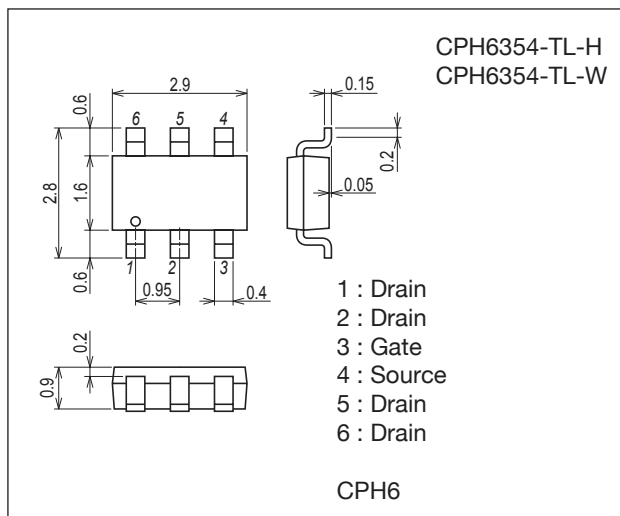 CPH6354-TL-H
CPH6354-TL-W
2.9
0.15
0.6
6
5
4
2.8
1.6
0.2
0.05
0.6
1
2
3
0.95
0.4
1 : Drain
2 : Drain
3 : Gate
4 : Source
5 : Drain
6 : Drain
0.2
0.9
CPH6